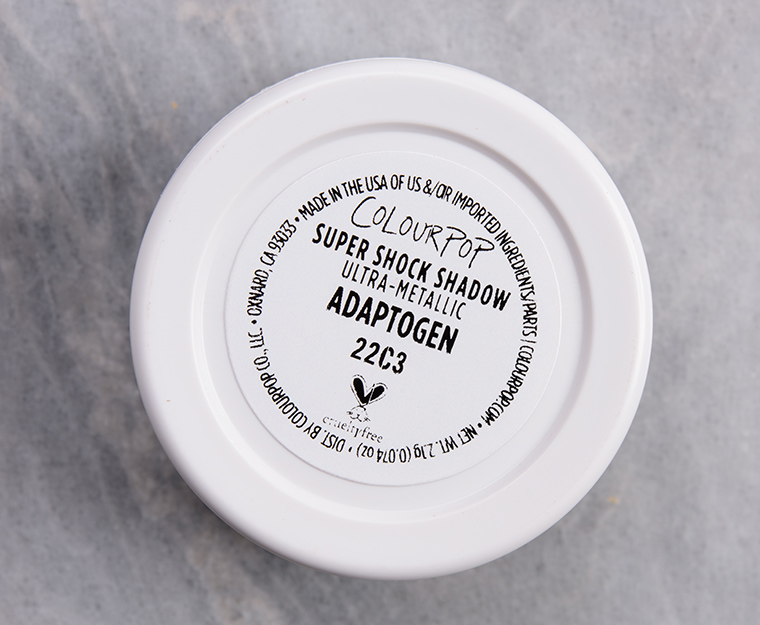 MADE IN THE USA OF US &/OR IMPORTED INGREDIENTS/PARTS | COLOURPOP.COM • NET WT. 2.1g (0.074 oz) • DIST. BY COLOURPOP CO., LLC. • OXNARD, CA 93033 •
COLOURPOP
SUPER SHOCK SHADOW
ULTRA-METALLIC
ADAPTOGEN
22C3
crueltyfree